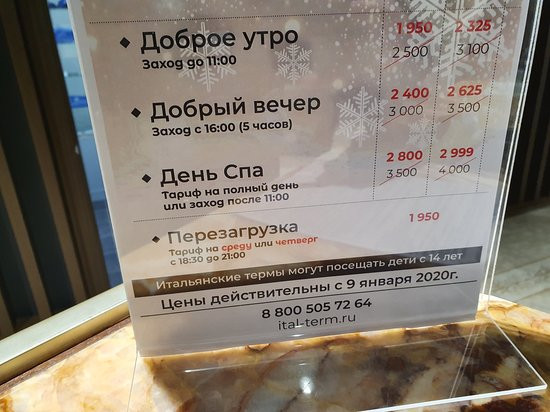 ◆ Доброе утро 1 950 2 325
Заход до 11:00 2 500 3 100
◆ Добрый вечер 2 400 2 625
Заход с 16:00 (5 часов) 3 000 3 500
◆ День Спа 2 800 2 999
Тариф на полный день 3 500 4 000
или заход после 11:00
◆ Перезагрузка 1 950
Тариф на среду или четверг
с 18:30 до 21:00
Итальянские термы могут посещать дети с 14 лет
Цены действительны с 9 января 2020г.
8 800 505 72 64
ital-term.ru